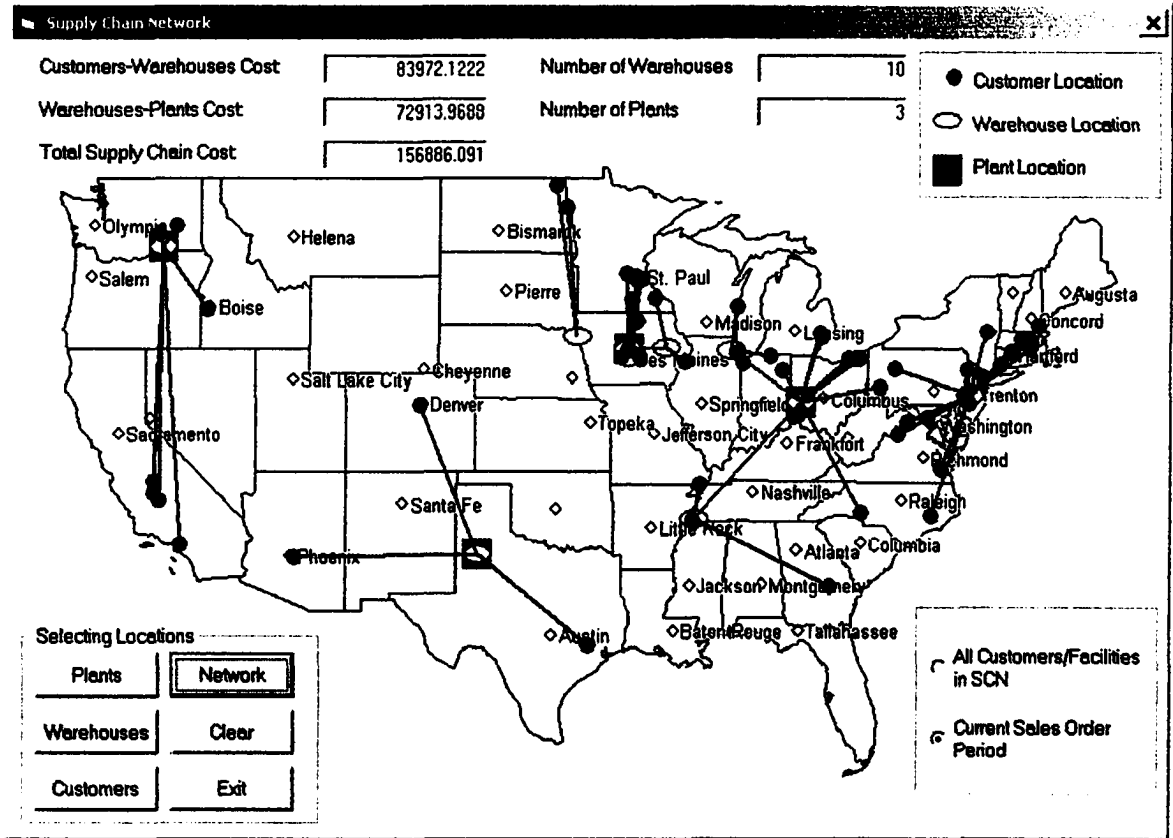 Supply Chain Network
Customers-Warehouses Cost 83972.1222 Number of Warehouses 10
Warehouses-Plants Cost 72913.9688 Number of Plants 3
Total Supply Chain Cost 156886.091
Customer Location
Warehouse Location
Plant Location
Olympia
Helena
Bismarck
Salem
Boise
Pierre
St. Paul
Augusta
Madison
Lansing
Concord
Salt Lake City
Cheyenne
Des Moines
Denver
Springfield
Columbus
Trenton
Sacramento
Topeka
Jefferson City
Frankfort
Washington
Richmond
Santa Fe
Nashville
Raleigh
Little Rock
Phoenix
Atlanta
Columbia
Jackson
Montgomery
Austin
Baton Rouge
Tallahassee
Selecting Locations
Plants Network
Warehouses Clear
Customers Exit
All Customers/Facilities
in SCN
Current Sales Order
Period